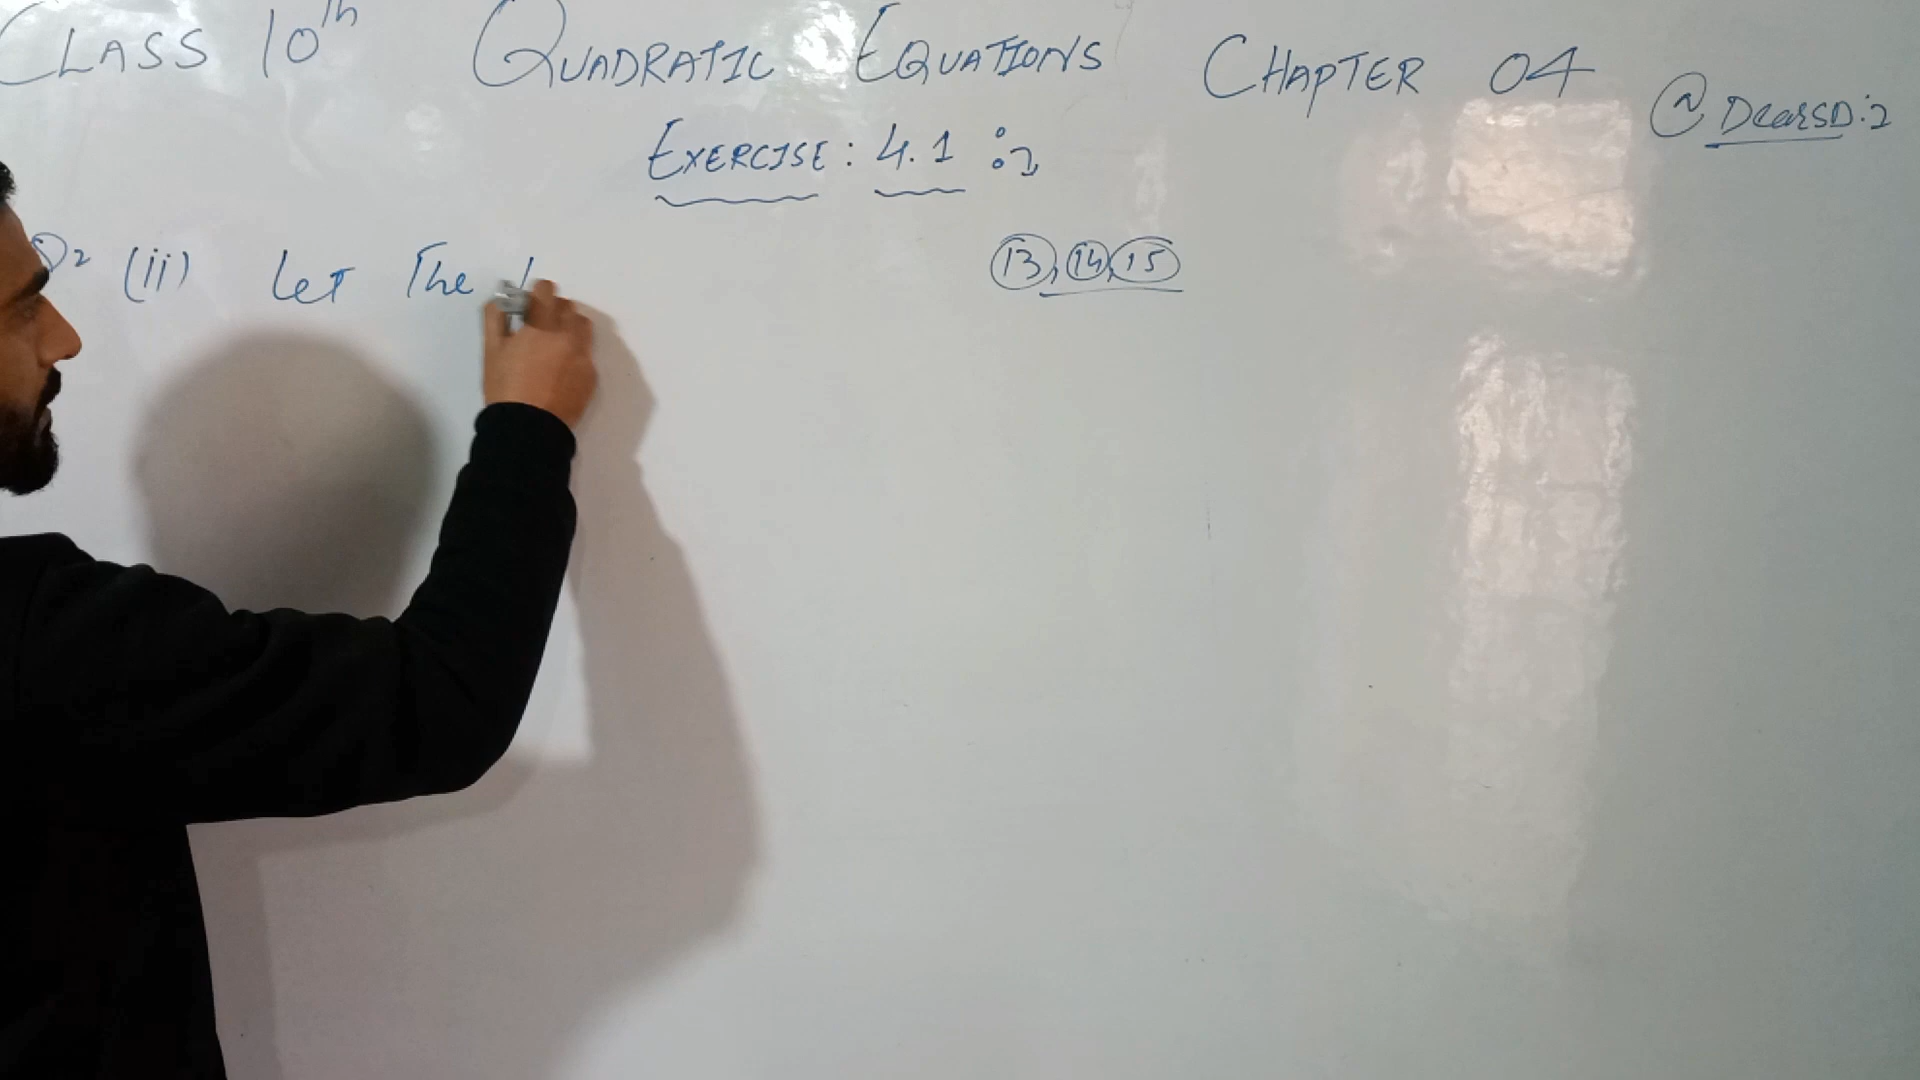 CLASS 10th QUADRATIC EQUATIONS CHAPTER 04
@DearSD:2
EXERCISE: 4.1
Q2 (ii) Let The
13, 14, 15